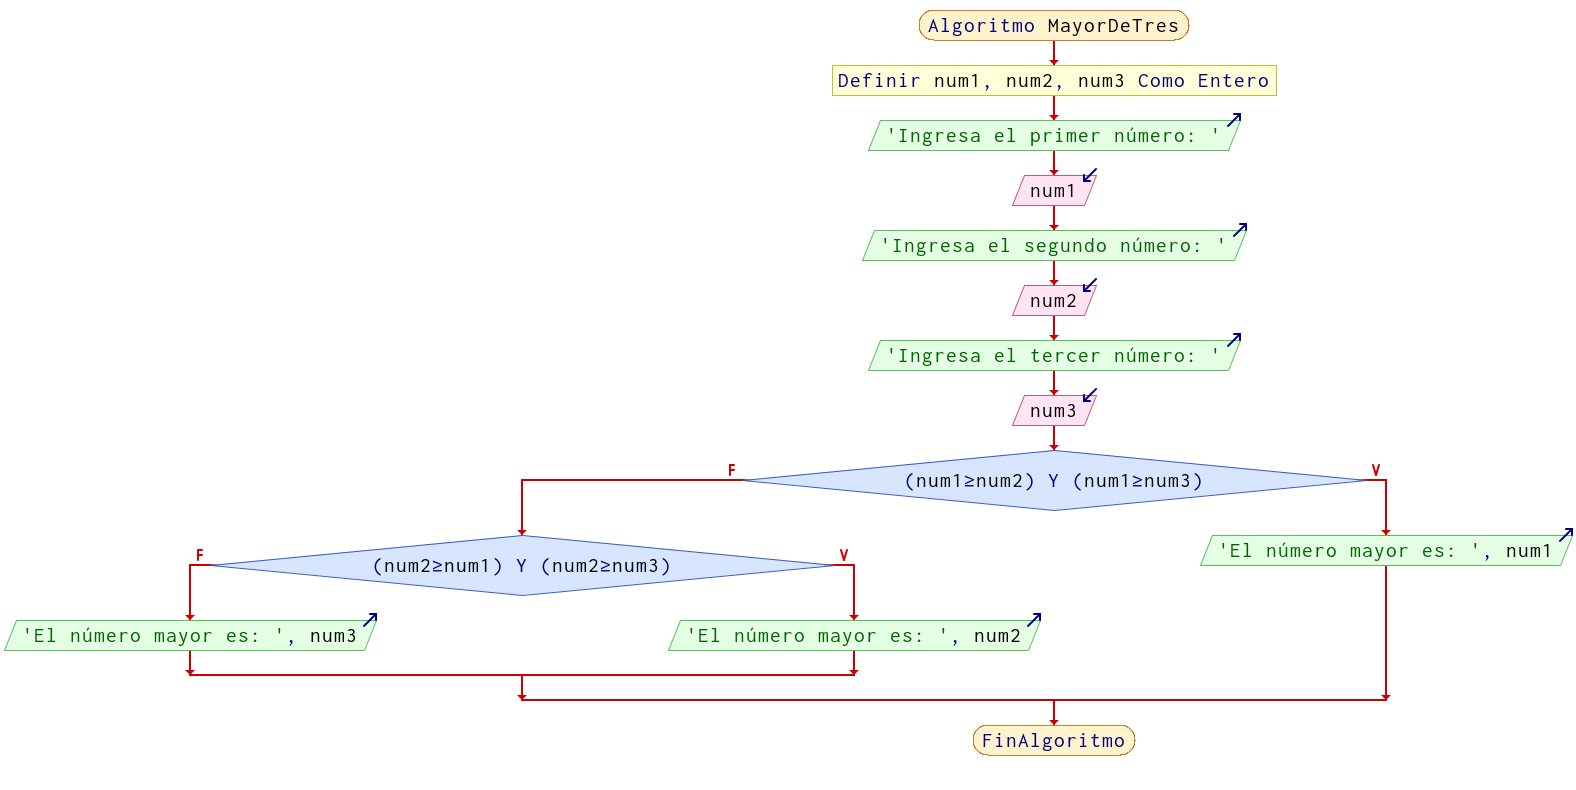 Algoritmo MayorDeTres
Definir num1, num2, num3 Como Entero
'Ingresa el primer número: '
num1
'Ingresa el segundo número: '
num2
'Ingresa el tercer número: '
num3
F
V
(num1≥num2) Y (num1≥num3)
F
V
(num2≥num1) Y (num2≥num3)
'El número mayor es: ', num1
'El número mayor es: ', num3
'El número mayor es: ', num2
FinAlgoritmo